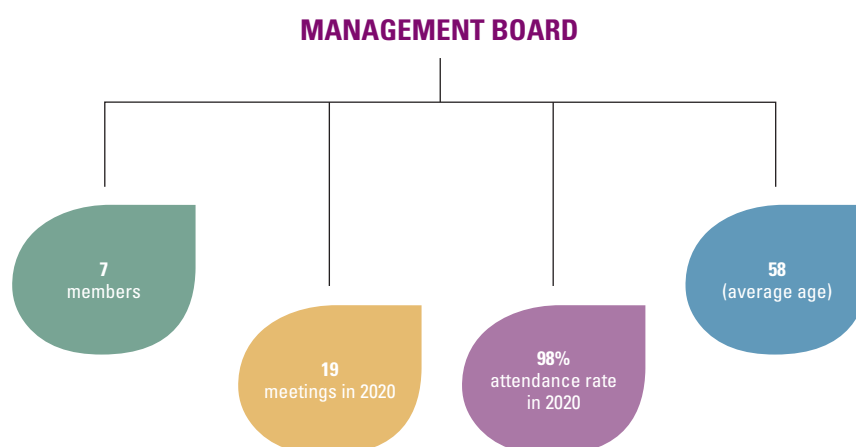 MANAGEMENT BOARD
7
members
19
meetings in 2020
98%
attendance rate
in 2020
58
(average age)